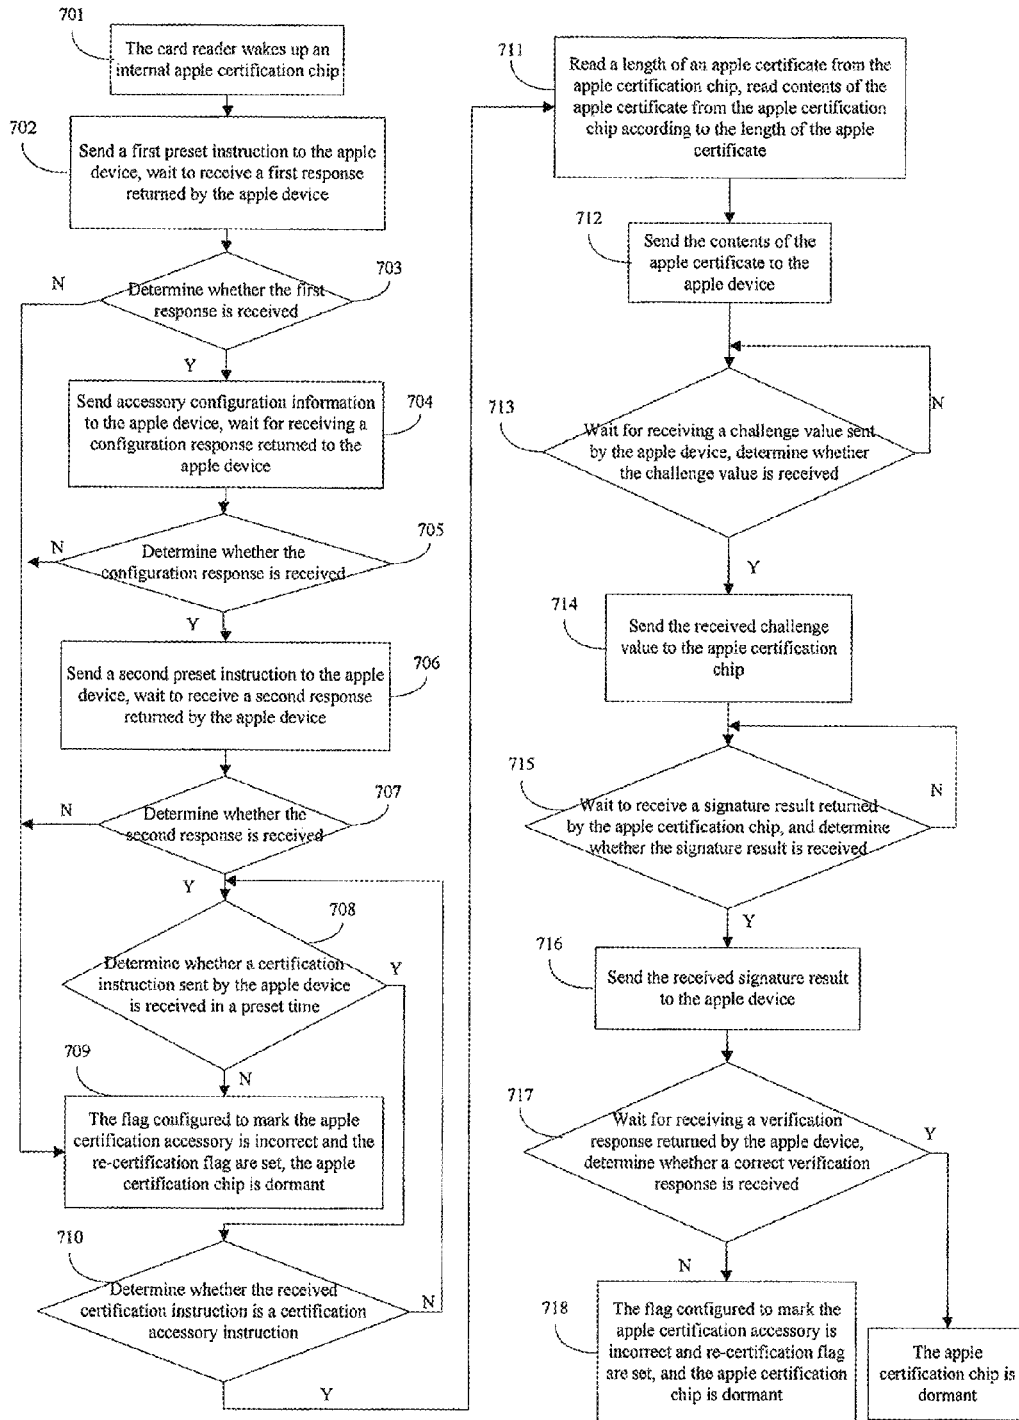 701
The card reader wakes up an
internal apple certification chip
702
Send a first preset instruction to the apple
device, wait to receive a first response
returned by the apple device
N
703
Determine whether the first
response is received
Y
Send accessory configuration information
to the apple device, wait for receiving a
configuration response returned to the
apple device
704
N
Determine whether the
configuration response is received
705
Y
Send a second preset instruction to the apple
device, wait to receive a second response
returned by the apple device
706
N
Determine whether the
second response is received
707
Y
708
Determine whether a certification
instruction sent by the apple device
is received in a preset time
Y
709
N
The flag configured to mark the apple
certification accessory is incorrect and the
re-certification flag are set, the apple
certification chip is dormant
710
Determine whether the received
certification instruction is a certification
accessory instruction
N
Y
711
Read a length of an apple certificate from the
apple certification chip, read contents of
the apple certificate from the apple certification
chip according to the length of the apple
certificate
712
Send the contents of the
apple certificate to the
apple device
N
713
Wait for receiving a challenge value sent
by the apple device, determine whether
the challenge value is received
Y
714
Send the received challenge
value to the apple certification
chip
715
N
Wait to receive a signature result returned
by the apple certification chip, and determine
whether the signature result is received
Y
716
Send the received signature result
to the apple device
717
Wait for receiving a verification
response returned by the apple device,
determine whether a correct verification
response is received
Y
N
718
The flag configured to mark the
apple certification accessory is
incorrect and re-certification flag
are set, and the apple certification
chip is dormant
The apple
certification chip is
dormant